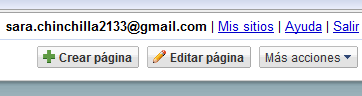 sara.chinchilla2133@gmail.com | Mis sitios | Ayuda | Salir
Crear página Editar página Más acciones